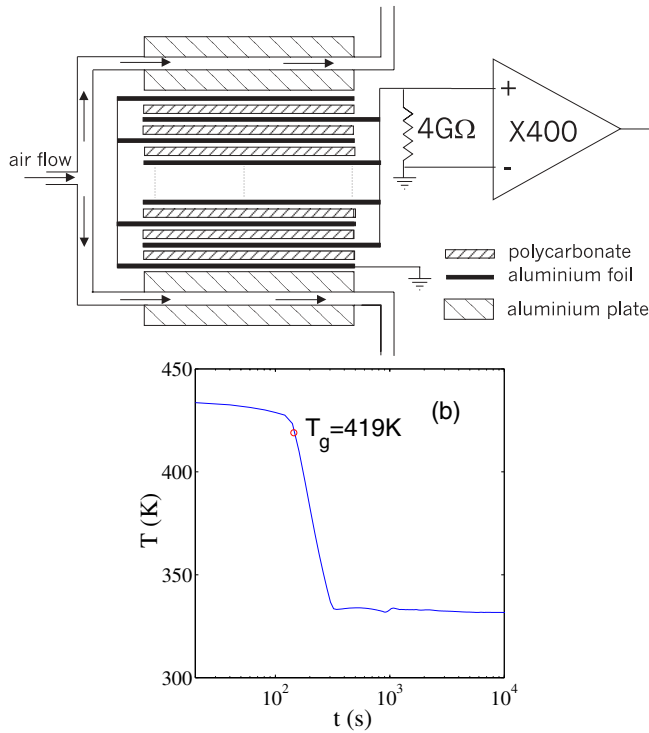 air flow
+
4GΩ
X400
-
polycarbonate
aluminium foil
aluminium plate
450
(b)
T_g=419K
400
T (K)
350
300
10^2
10^3
10^4
t (s)